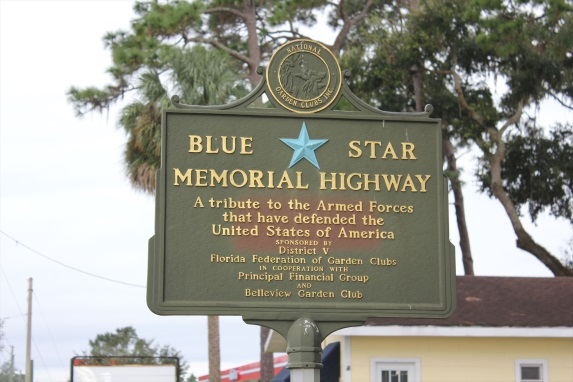 NATIONAL
GARDEN CLUBS, INC.
BLUE STAR
MEMORIAL HIGHWAY
A tribute to the Armed Forces
that have defended the
United States of America
SPONSORED BY
District V
Florida Federation of Garden Clubs
IN COOPERATION WITH
Principal Financial Group
AND
Belleview Garden Club